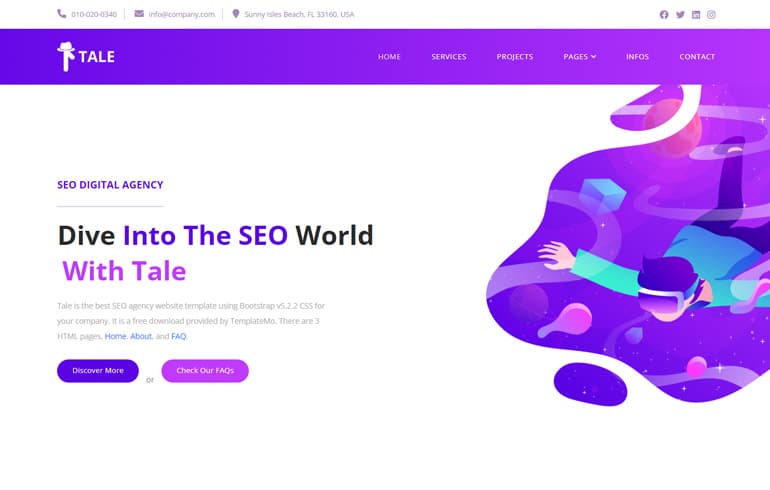 010-020-0340 info@company.com Sunny Isles Beach, FL 33160, USA
TALE HOME SERVICES PROJECTS PAGES INFOS CONTACT
SEO DIGITAL AGENCY
Dive Into The SEO World
With Tale
Tale is the best SEO agency website template using Bootstrap v5.2.2 CSS for
your company. It is a free download provided by TemplateMo. There are 3
HTML pages, Home, About, and FAQ.
Discover More or Check Our FAQs